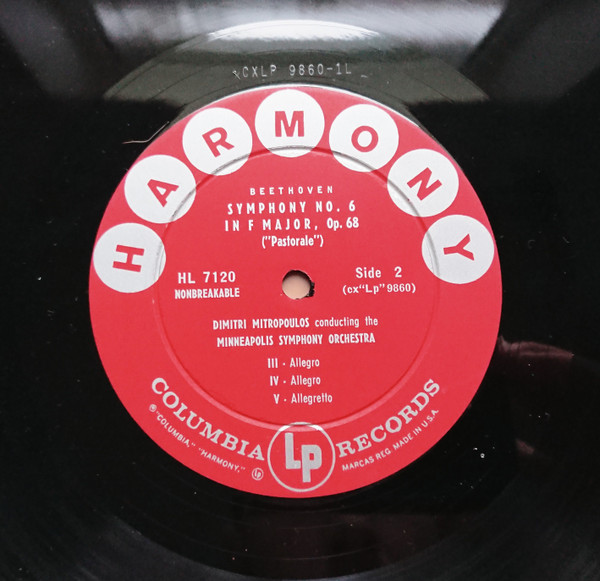 CXLP 9860-1L
HARMONY
BEETHOVEN
SYMPHONY NO. 6
IN F MAJOR, Op. 68
("Pastorale")
HL 7120
NONBREAKABLE
Side 2
(cx"Lp"9860)
DIMITRI MITROPOULOS conducting the
MINNEAPOLIS SYMPHONY ORCHESTRA
III - Allegro
IV - Allegro
V - Allegretto
COLUMBIA Lp RECORDS
® "COLUMBIA," "HARMONY," Lp MARCAS REG. MADE IN U.S.A.